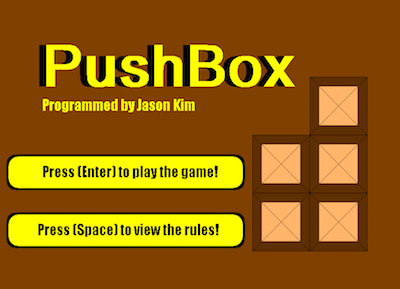 PushBox
Programmed by Jason Kim
Press (Enter) to play the game!
Press (Space) to view the rules!